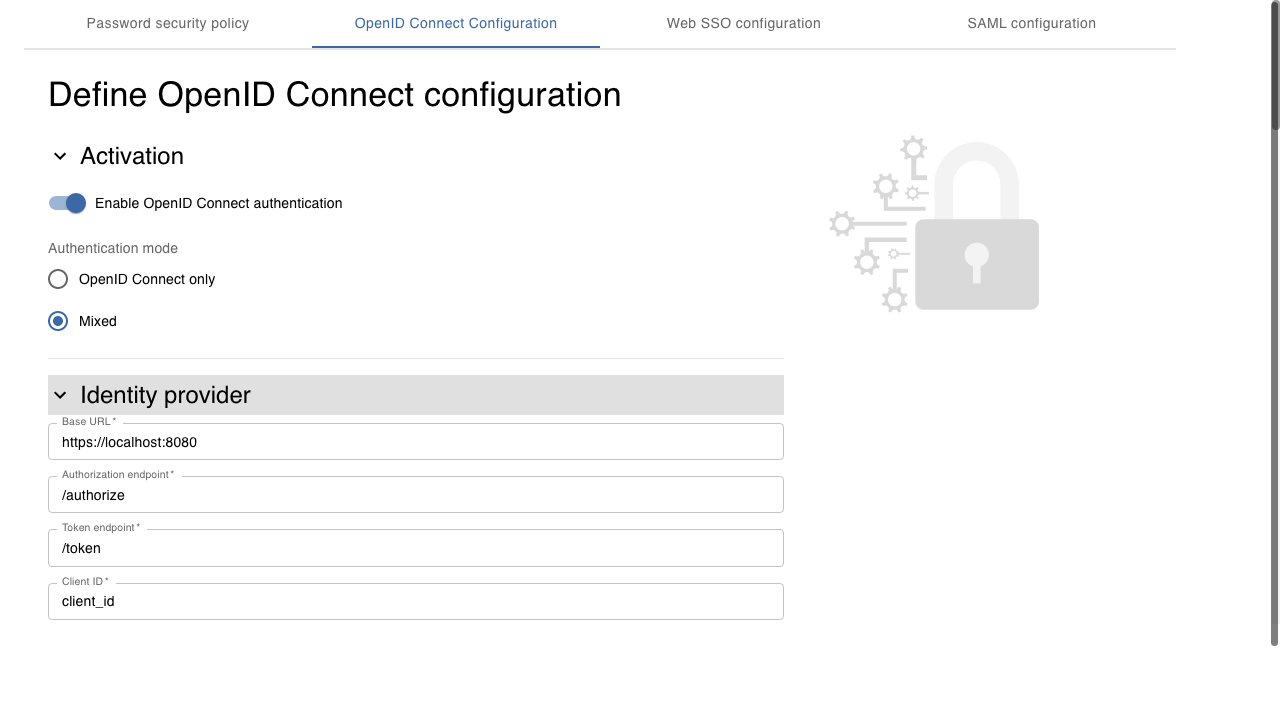 Password security policy
OpenID Connect Configuration
Web SSO configuration
SAML configuration
Define OpenID Connect configuration
Activation
Enable OpenID Connect authentication
Authentication mode
OpenID Connect only
Mixed
Identity provider
Base URL *
https://localhost:8080
Authorization endpoint *
/authorize
Token endpoint *
/token
Client ID *
client_id